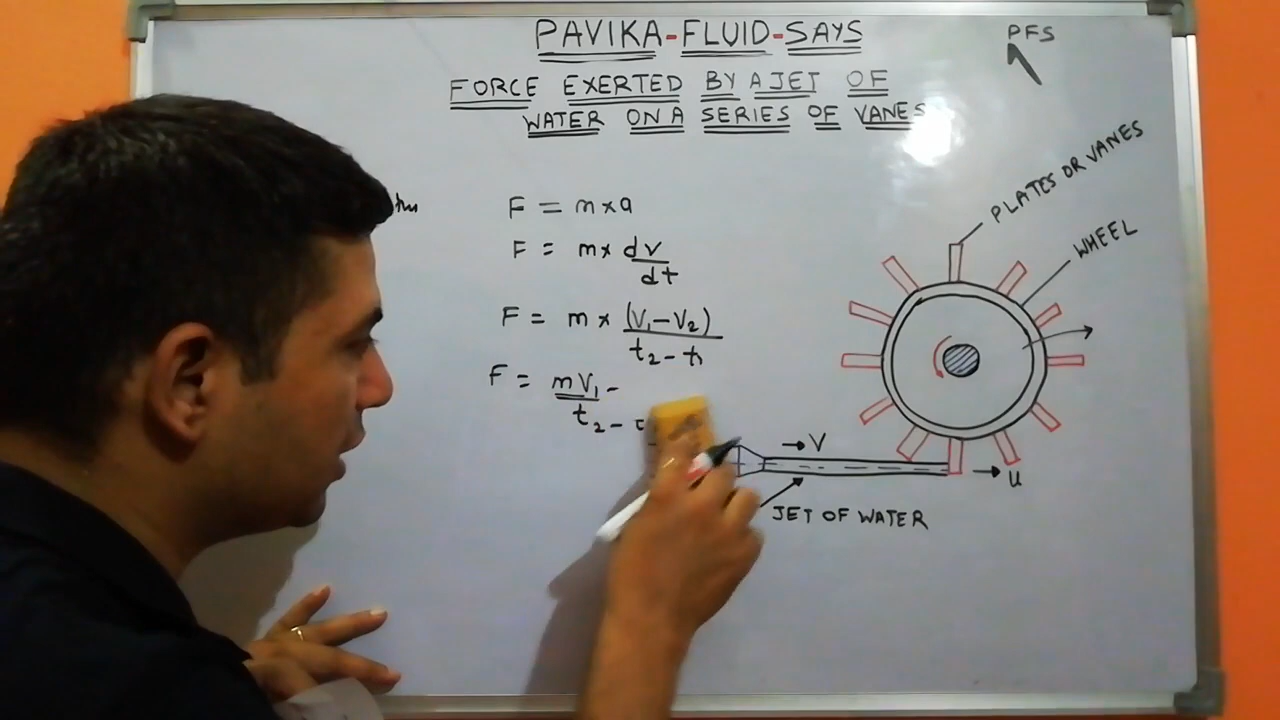 PAVIKA-FLUID-SAYS
PFS
FORCE EXERTED BY A JET OF
WATER ON A SERIES OF VANES
F = m×a
F = m× dv
dt
F = m × (V₁-V₂)
t₂ - t₁
F = mV₁ -
t₂ -
PLATES OR VANES
WHEEL
V
u
JET OF WATER